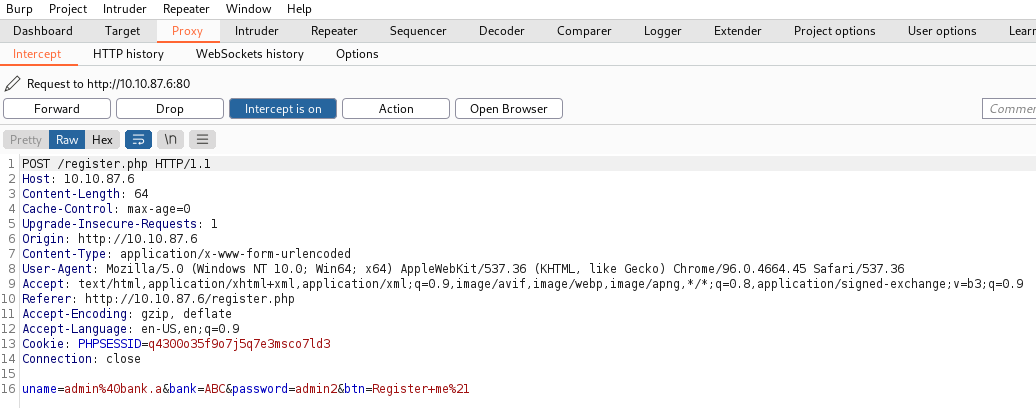 Burp Project Intruder Repeater Window Help
Dashboard Target Proxy Intruder Repeater Sequencer Decoder Comparer Logger Extender Project options User options Learn
Intercept HTTP history WebSockets history Options
Request to http://10.10.87.6:80
Forward Drop Intercept is on Action Open Browser Commen
Pretty Raw Hex \n
1 POST /register.php HTTP/1.1
2 Host: 10.10.87.6
3 Content-Length: 64
4 Cache-Control: max-age=0
5 Upgrade-Insecure-Requests: 1
6 Origin: http://10.10.87.6
7 Content-Type: application/x-www-form-urlencoded
8 User-Agent: Mozilla/5.0 (Windows NT 10.0; Win64; x64) AppleWebKit/537.36 (KHTML, like Gecko) Chrome/96.0.4664.45 Safari/537.36
9 Accept: text/html,application/xhtml+xml,application/xml;q=0.9,image/avif,image/webp,image/apng,*/*;q=0.8,application/signed-exchange;v=b3;q=0.9
10 Referer: http://10.10.87.6/register.php
11 Accept-Encoding: gzip, deflate
12 Accept-Language: en-US,en;q=0.9
13 Cookie: PHPSESSID=q4300o35f9o7j5q7e3msco7ld3
14 Connection: close
15
16 uname=admin%40bank.a&bank=ABC&password=admin2&btn=Register+me%21